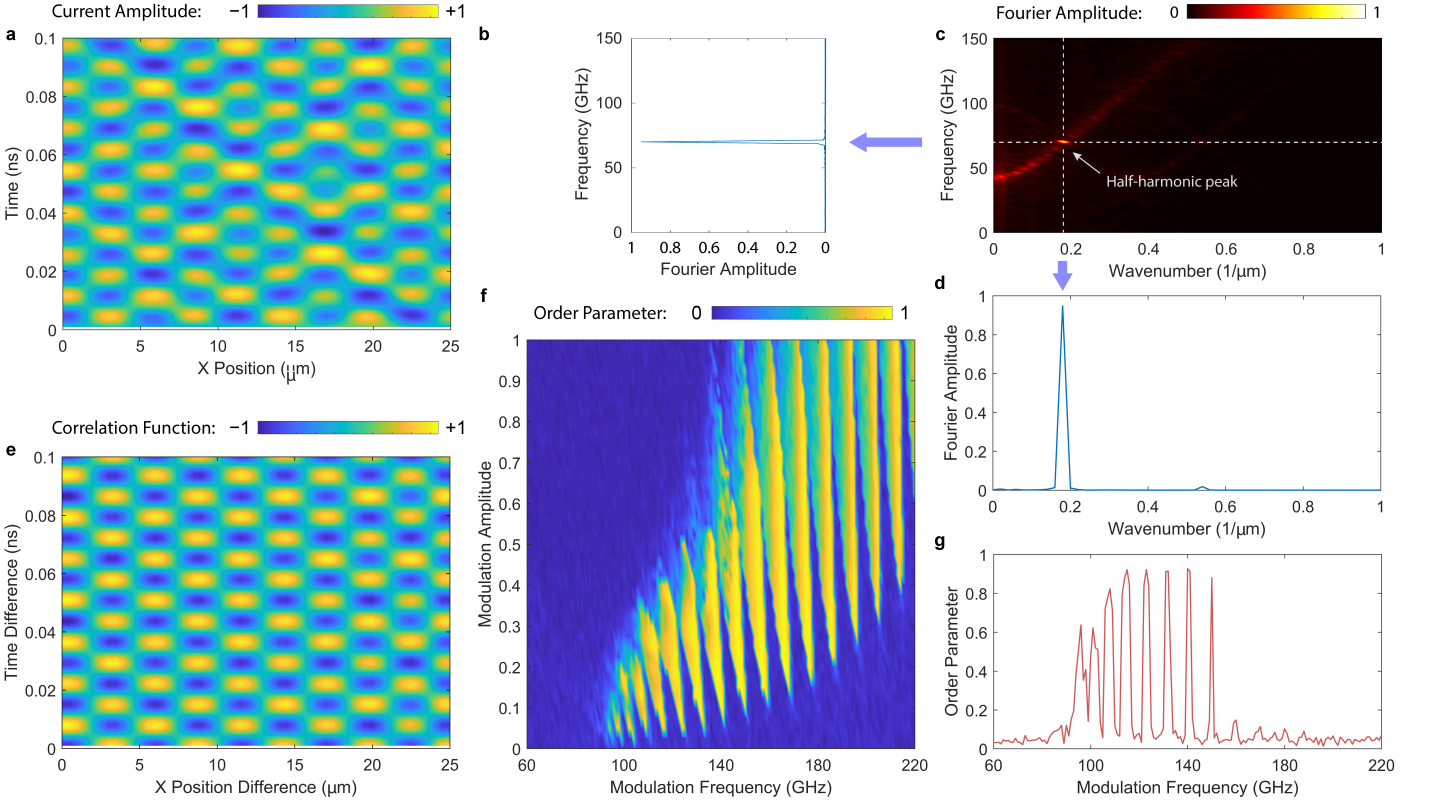 Current Amplitude: −1 +1
a
0.1
0.08
0.06
0.04
0.02
0
Time (ns)
0 5 10 15 20 25
X Position (μm)
μ
b
150
100
50
0
Frequency (GHz)
1 0.8 0.6 0.4 0.2 0
Fourier Amplitude
Fourier Amplitude: 0 1
c
150
100
50
0
Frequency (GHz)
Half-harmonic peak
0 0.2 0.4 0.6 0.8 1
Wavenumber (1/μm)
d
1
0.8
0.6
0.4
0.2
0
Fourier Amplitude
0 0.2 0.4 0.6 0.8 1
Wavenumber (1/μm)
Correlation Function: −1 +1
e
0.1
0.08
0.06
0.04
0.02
0
Time Difference (ns)
0 5 10 15 20 25
X Position Difference (μm)
f
Order Parameter: 0 1
1
0.9
0.8
0.7
0.6
0.5
0.4
0.3
0.2
0.1
0
Modulation Amplitude
60 100 140 180 220
Modulation Frequency (GHz)
g
1
0.8
0.6
0.4
0.2
0
Order Parameter
60 100 140 180 220
Modulation Frequency (GHz)